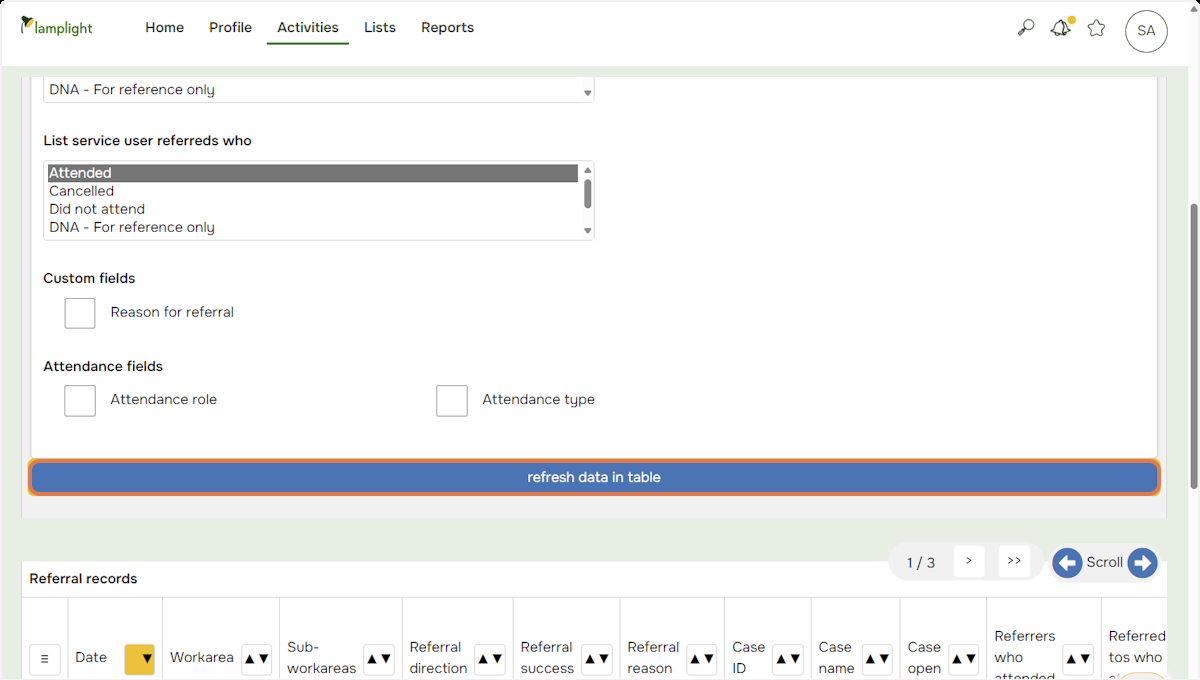 lamplight
Home Profile Activities Lists Reports
SA
DNA - For reference only
List service user referreds who
Attended
Cancelled
Did not attend
DNA - For reference only
Custom fields
Reason for referral
Attendance fields
Attendance role Attendance type
refresh data in table
1 / 3 > >> Scroll
Referral records
Date
Workarea
Sub-
workareas
Referral
direction
Referral
success
Referral
reason
Case
ID
Case
name
Case
open
Referrers
who
attended
Referred
tos who